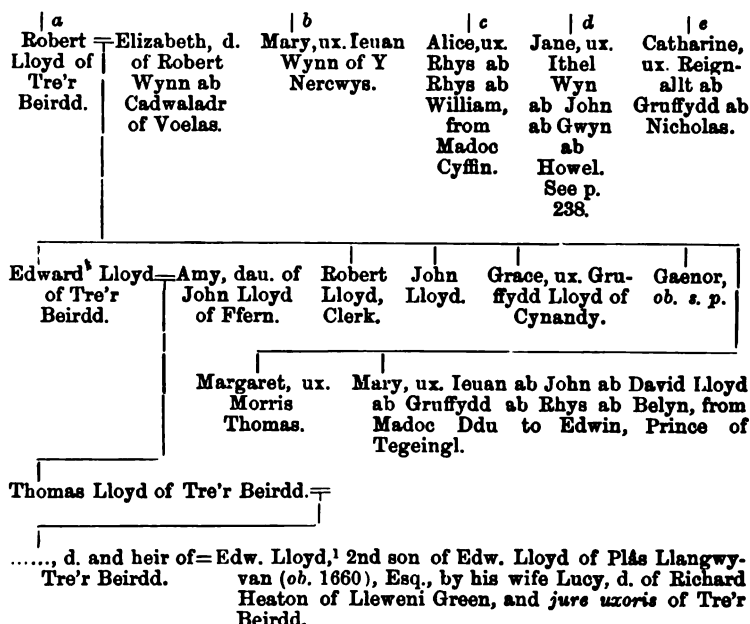 a b c d e
Robert Lloyd of Tre'r Beirdd.
Elizabeth, d. of Robert Wynn ab Cadwaladr of Voelas.
Mary, ux. Ieuan Wynn of Y Nercwys.
Alice, ux. Rhys ab Rhys ab William, from Madoc Cyffin.
Jane, ux. Ithel Wyn ab John ab Gwyn ab Howel. See p. 238.
Catharine, ux. Reign-allt ab Gruffydd ab Nicholas.
Edward Lloyd of Tre'r Beirdd.
Amy, dau. of John Lloyd of Ffern.
Robert Lloyd, Clerk.
John Lloyd.
Grace, ux. Gru-ffydd Lloyd of Cynandy.
Gaenor, ob. s. p.
Margaret, ux. Morris Thomas.
Mary, ux. Ieuan ab John ab David Lloyd
ab Gruffydd ab Rhys ab Belyn, from
Madoc Ddu to Edwin, Prince of
Tegeingl.
Thomas Lloyd of Tre'r Beirdd.
......, d. and heir of Tre'r Beirdd.
=Edw. Lloyd,¹ 2nd son of Edw. Lloyd of Plâs Llangwy-
van (ob. 1660), Esq., by his wife Lucy, d. of Richard
Heaton of Lleweni Green, and jure uxoris of Tre'r
Beirdd.